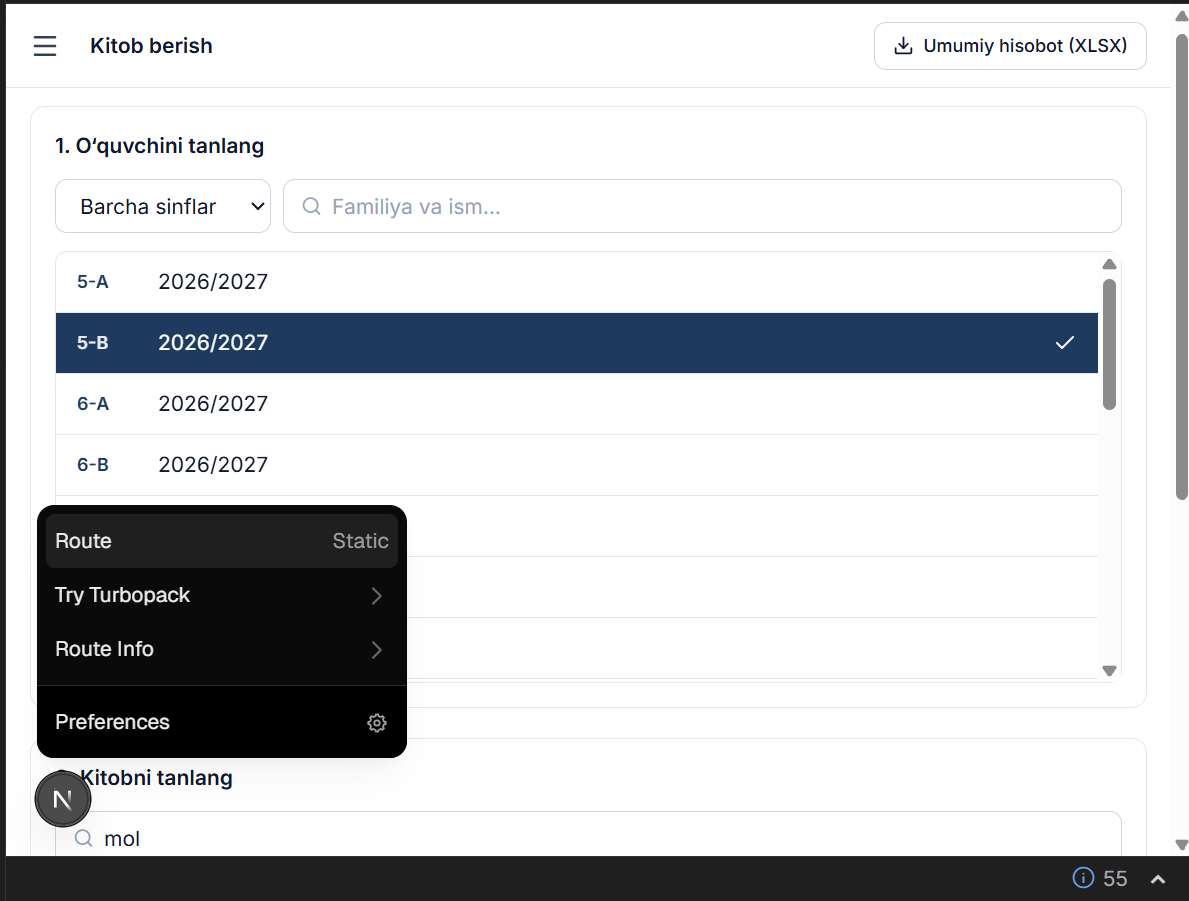 Kitob berish
Umumiy hisobot (XLSX)
1. O‘quvchini tanlang
Barcha sinflar
Familiya va ism...
5-A 2026/2027
5-B 2026/2027
6-A 2026/2027
6-B 2026/2027
Route Static
Try Turbopack
Route Info
Preferences
Kitobni tanlang
N
mol
55